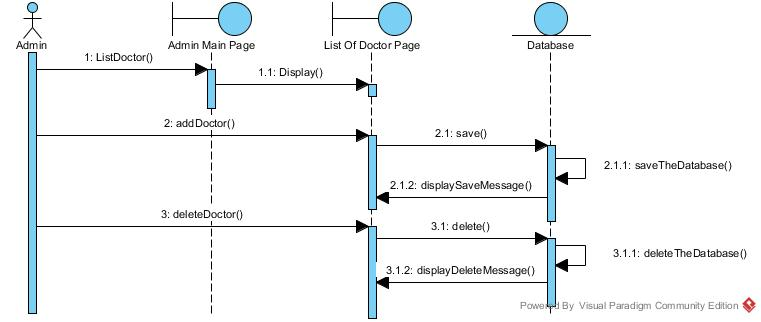 Admin
Admin Main Page
List Of Doctor Page
Database
1: ListDoctor()
1.1: Display()
2: addDoctor()
2.1: save()
2.1.1: saveTheDatabase()
2.1.2: displaySaveMessage()
3: deleteDoctor()
3.1: delete()
3.1.1: deleteTheDatabase()
3.1.2: displayDeleteMessage()
Powered By Visual Paradigm Community Edition